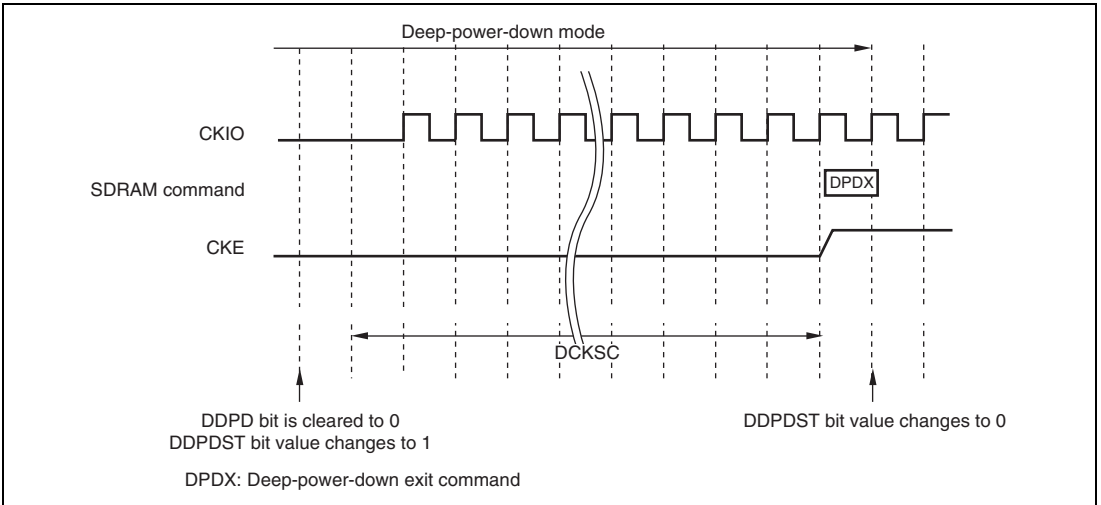 Deep-power-down mode
CKIO
SDRAM command
DPDX
CKE
DCKSC
DDPD bit is cleared to 0
DDPDST bit value changes to 1
DDPDST bit value changes to 0
DPDX: Deep-power-down exit command